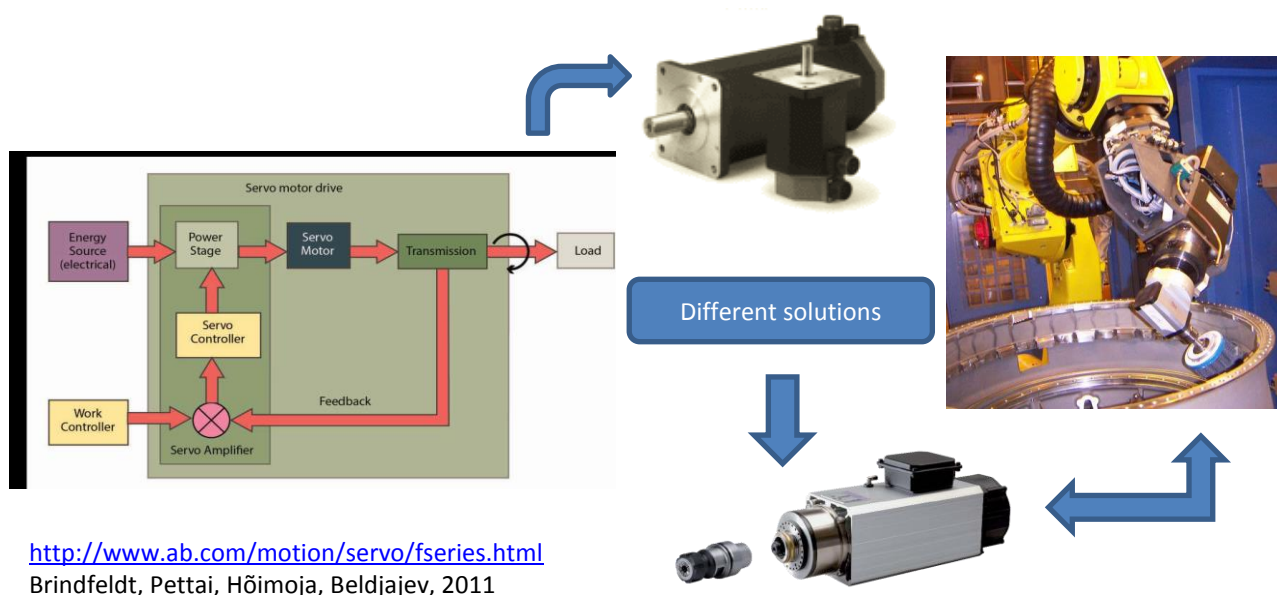 Servo motor drive
Energy
Source
(electrical)
Power
Stage
Servo
Motor
Transmission
Load
Servo
Controller
Work
Controller
Feedback
Servo Amplifier
Different solutions
http://www.ab.com/motion/servo/fseries.html
Brindfeldt, Pettai, Hõimoja, Beldjajev, 2011